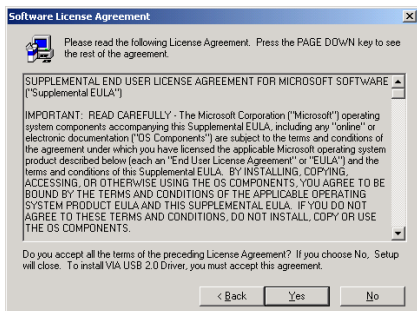 Software License Agreement
Please read the following License Agreement. Press the PAGE DOWN key to see
the rest of the agreement.
SUPPLEMENTAL END USER LICENSE AGREEMENT FOR MICROSOFT SOFTWARE
("Supplemental EULA")
IMPORTANT: READ CAREFULLY - The Microsoft Corporation ("Microsoft") operating
system components accompanying this Supplemental EULA, including any "online" or
electronic documentation ("OS Components") are subject to the terms and conditions of
the agreement under which you have licensed the applicable Microsoft operating system
product described below (each an "End User License Agreement" or "EULA") and the
terms and conditions of this Supplemental EULA. BY INSTALLING, COPYING,
ACCESSING, OR OTHERWISE USING THE OS COMPONENTS, YOU AGREE TO BE
BOUND BY THE TERMS AND CONDITIONS OF THE APPLICABLE OPERATING
SYSTEM PRODUCT EULA AND THIS SUPPLEMENTAL EULA. IF YOU DO NOT
AGREE TO THESE TERMS AND CONDITIONS, DO NOT INSTALL, COPY OR USE
THE OS COMPONENTS.
Do you accept all the terms of the preceding License Agreement? If you choose No, Setup
will close. To install VIA USB 2.0 Driver, you must accept this agreement.
< Back Yes No